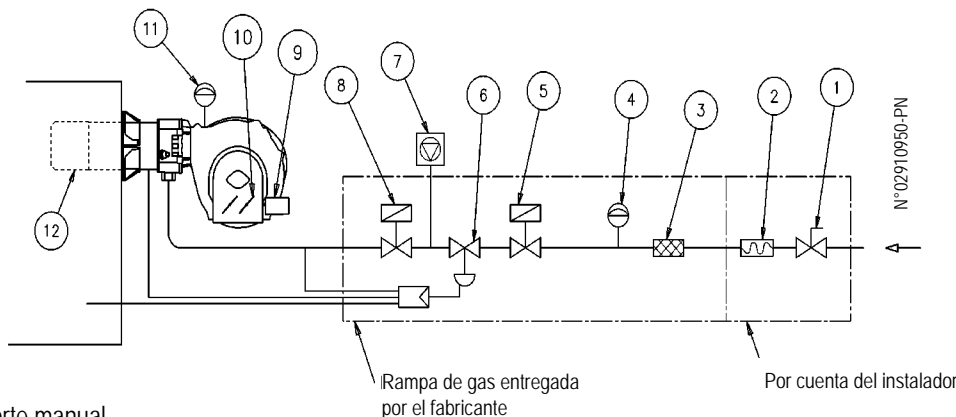 11
10
9
8
7
6
5
4
3
2
1
12
N°02910950-PN
Rampa de gas entregada
por el fabricante
Por cuenta del instalador
manual